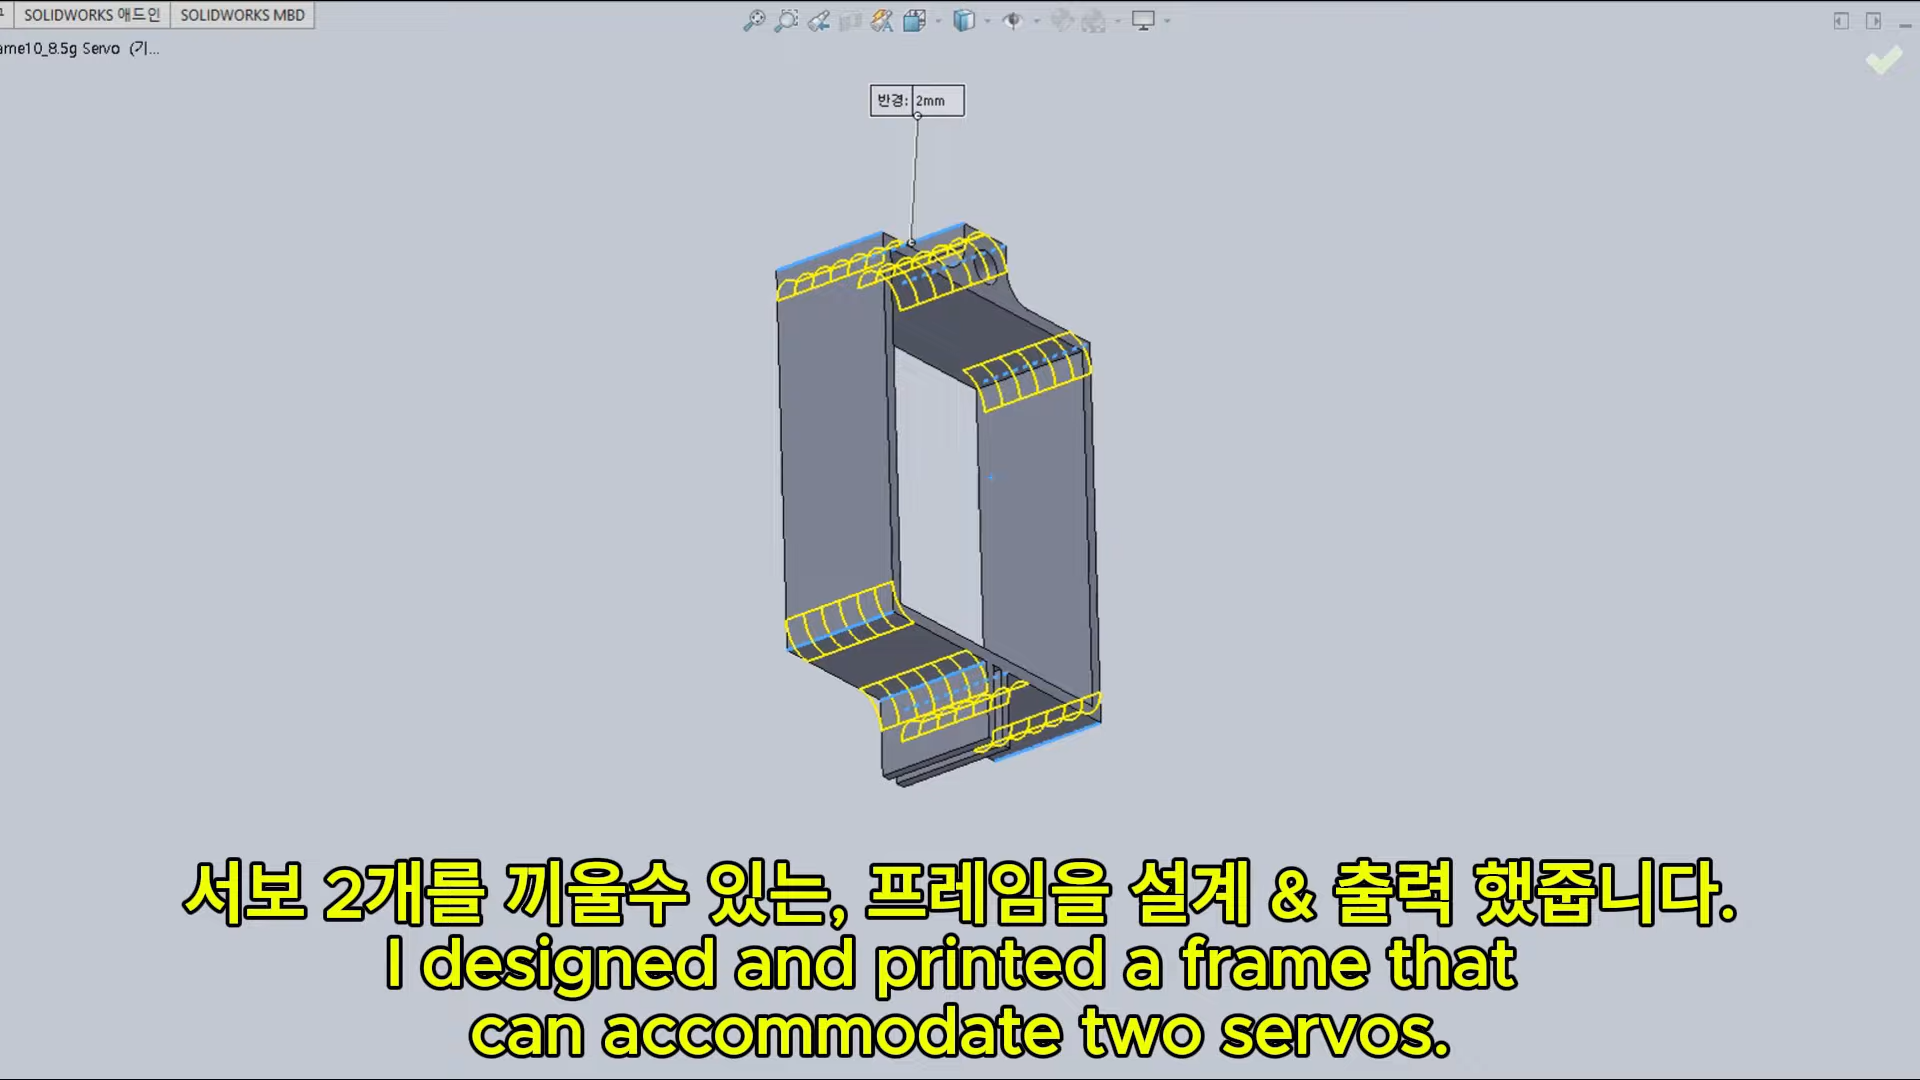 SOLIDWORKS 애드인
SOLIDWORKS MBD
ame10_8.5g Servo (기...
반경: 2mm
서보 2개를 끼울수 있는, 프레임을 설계 & 출력 했줍니다.
I designed and printed a frame that
can accommodate two servos.